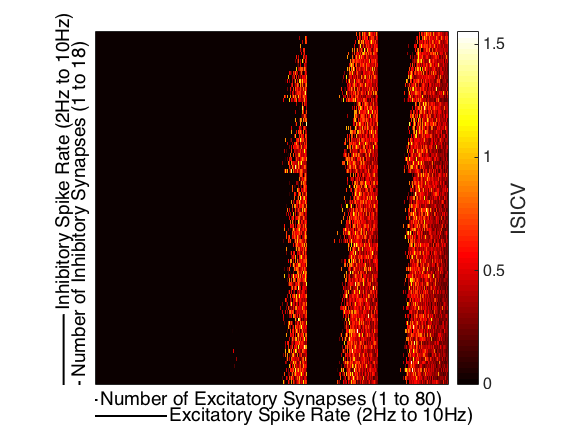 Inhibitory Spike Rate (2Hz to 10Hz)
Number of Inhibitory Synapses (1 to 18)
1.5
1
0.5
0
ISICV
Number of Excitatory Synapses (1 to 80)
Excitatory Spike Rate (2Hz to 10Hz)